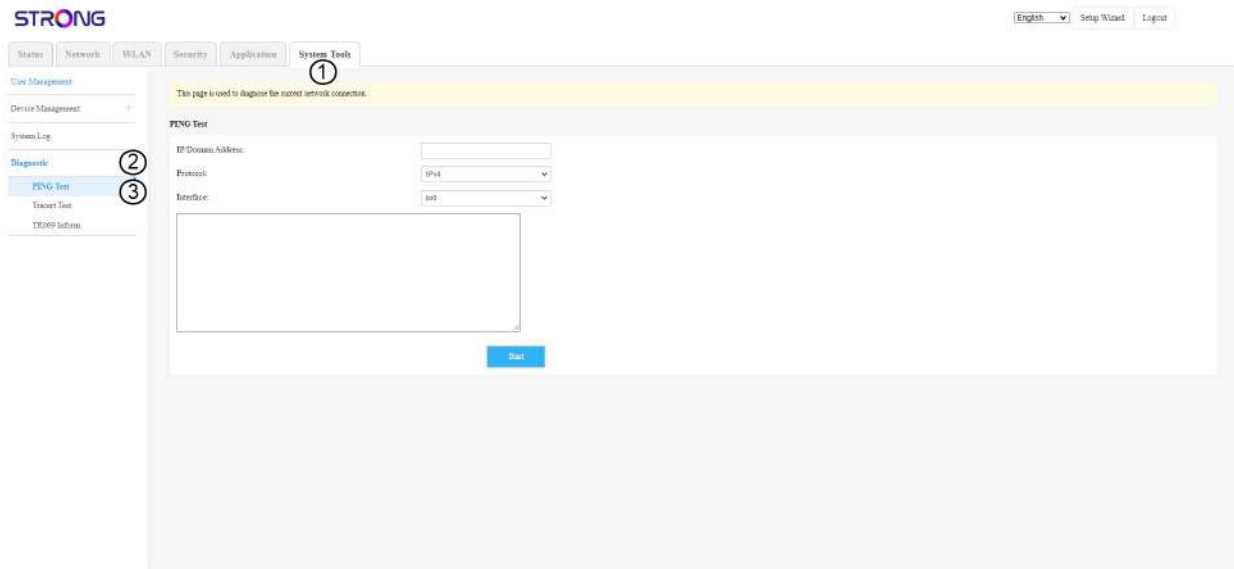 STRONG
English Setup Wizard Logout
Status Network WLAN Security Application System Tools
1
User Management
Device Management +
System Log
Diagnostic 2
PING Test 3
Tracert Test
TR069 Inform
This page is used to diagnose the current network connection.
PING Test
IP/Domain Address:
Protocol: IPv4
Interface:
Start